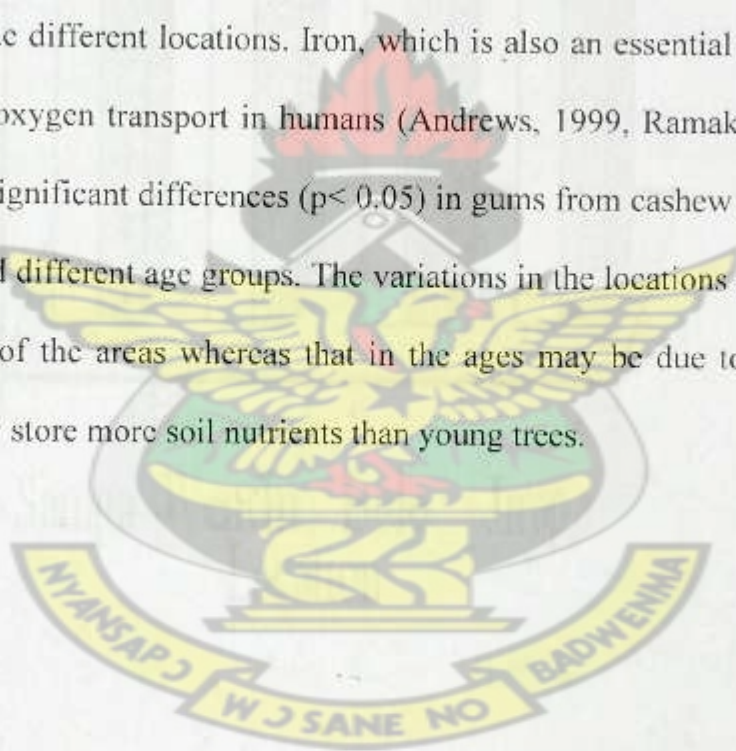 different locations. Iron, which is also an essential
oxygen transport in humans (Andrews, 1999, Ramak
ignificant differences (p< 0.05) in gums from cashew
different age groups. The variations in the locations
of the areas whereas that in the ages may be due to
store more soil nutrients than young trees.
NYANSAPƆ
WƆ SANE NO
BADWENMA